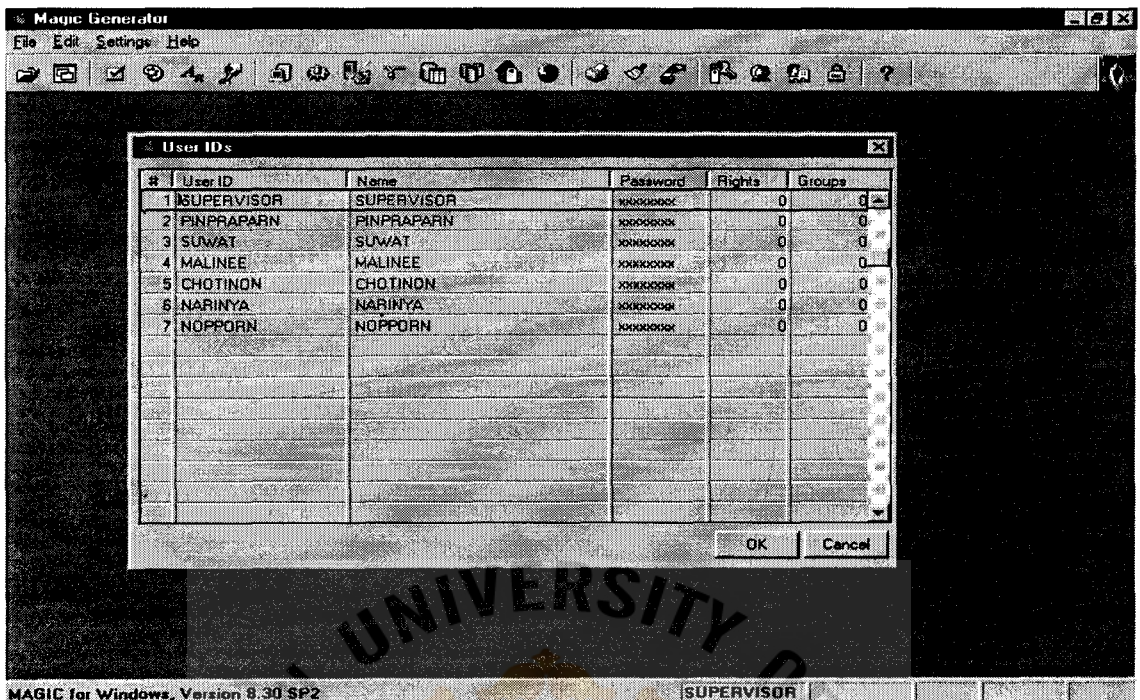 Magic Generator
File Edit Settings Help
User IDs
# User ID Name Password Rights Groups
1 SUPERVISOR SUPERVISOR xxxxxxxx 0 0
2 PINPRAPARN PINPRAPARN xxxxxxxx 0 0
3 SUWAT SUWAT xxxxxxxx 0 0
4 MALINEE MALINEE xxxxxxxx 0 0
5 CHOTINON CHOTINON xxxxxxxx 0 0
6 NARINYA NARINYA xxxxxxxx 0 0
7 NOPPORN NOPPORN xxxxxxxx 0 0
OK Cancel
UNIVERSITY
MAGIC for Windows, Version 8.30 SP2 SUPERVISOR